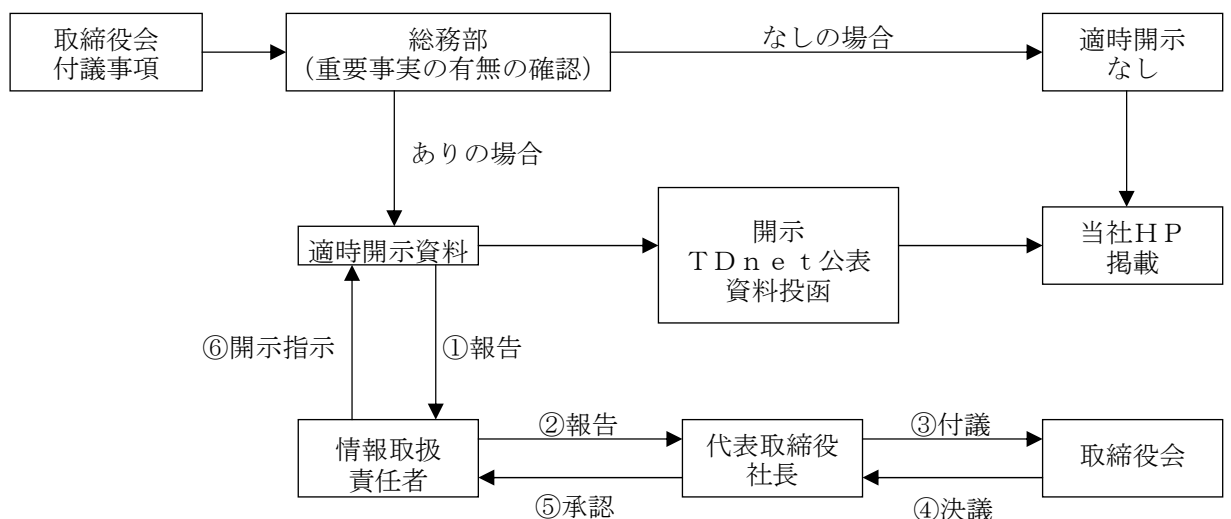 取締役会
付議事項
総務部
（重要事実の有無の確認）
なしの場合
適時開示
なし
ありの場合
適時開示資料
開示
ＴＤｎｅｔ公表
資料投函
当社ＨＰ
掲載
⑥開示指示
①報告
情報取扱
責任者
②報告
⑤承認
代表取締役
社長
③付議
④決議
取締役会